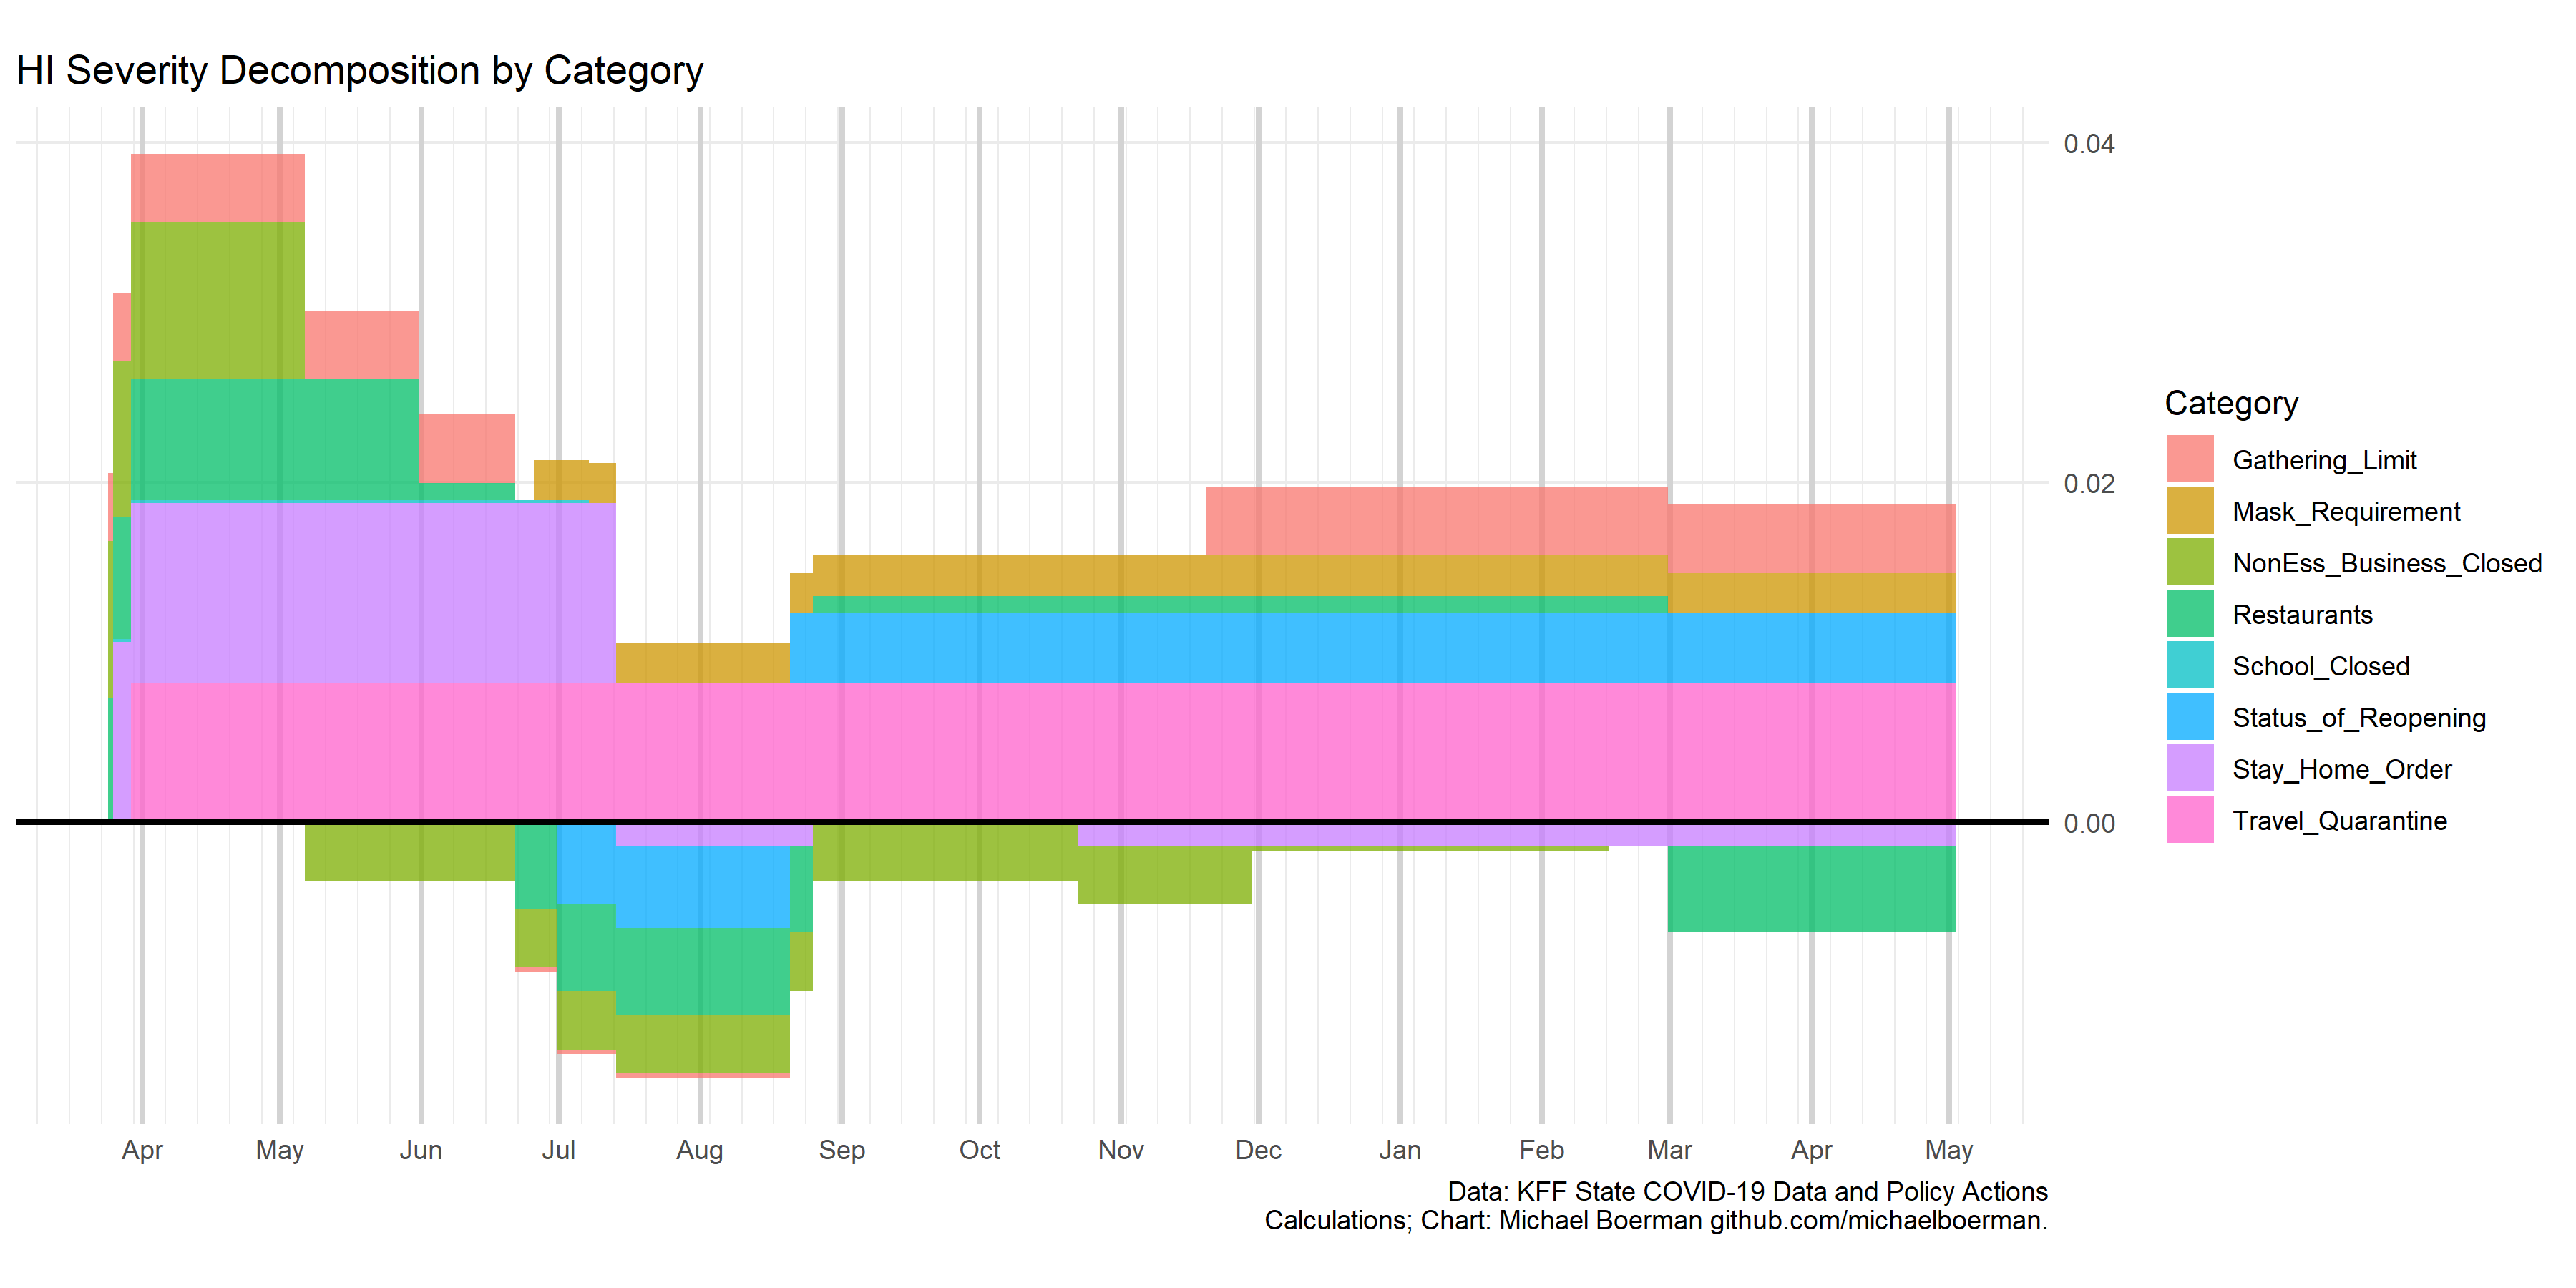 HI Severity Decomposition by Category
0.04
0.02
0.00
Apr May Jun Jul Aug Sep Oct Nov Dec Jan Feb Mar Apr May
Data: KFF State COVID-19 Data and Policy Actions
Calculations; Chart: Michael Boerman github.com/michaelboerman.
Category
Gathering_Limit
Mask_Requirement
NonEss_Business_Closed
Restaurants
School_Closed
Status_of_Reopening
Stay_Home_Order
Travel_Quarantine